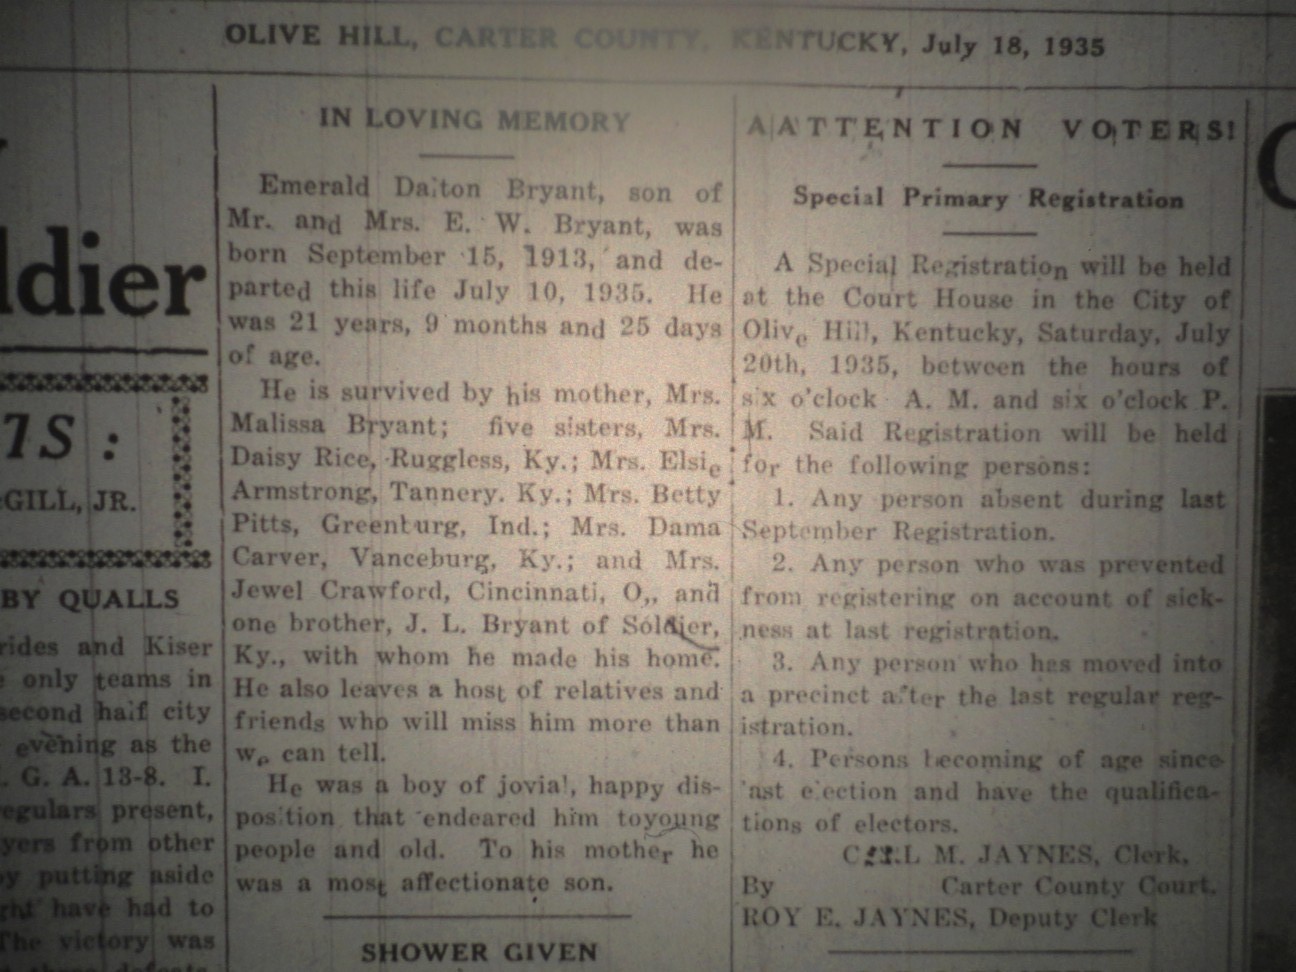 OLIVE HILL, CARTER COUNTY, KENTUCKY, July 18, 1935
ldier
7S :
GILL, JR.
BY QUALLS
rides and Kiser
e only teams in
second half city
evening as the
. G. A. 13-8. I.
regulars present,
yers from other
by putting aside
ght have had to
The victory was
IN LOVING MEMORY
Emerald Dalton Bryant, son of
Mr. and Mrs. E. W. Bryant, was
born September 15, 1913, and de-
parted this life July 10, 1935. He
was 21 years, 9 months and 25 days
of age.
He is survived by his mother, Mrs.
Malissa Bryant; five sisters, Mrs.
Daisy Rice, Ruggless, Ky.; Mrs. Elsie
Armstrong, Tannery. Ky.; Mrs. Betty
Pitts, Greenburg, Ind.; Mrs. Dama
Carver, Vanceburg, Ky.; and Mrs.
Jewel Crawford, Cincinnati, O,, and
one brother, J. L. Bryant of Soldier,
Ky., with whom he made his home.
He also leaves a host of relatives and
friends who will miss him more than
we can tell.
He was a boy of jovial, happy dis-
position that endeared him toyoung
people and old. To his mother he
was a most affectionate son.
SHOWER GIVEN
AATTENTION VOTERS!
Special Primary Registration
A Special Registration will be held
at the Court House in the City of
Olive Hill, Kentucky, Saturday, July
20th, 1935, between the hours of
six o'clock A. M. and six o'clock P.
M. Said Registration will be held
for the following persons:
1. Any person absent during last
September Registration.
2. Any person who was prevented
from registering on account of sick-
ness at last registration.
3. Any person who has moved into
a precinct after the last regular reg-
istration.
4. Persons becoming of age since
last election and have the qualifica-
tions of electors.
M. JAYNES, Clerk,
By Carter County Court.
ROY E. JAYNES, Deputy Clerk